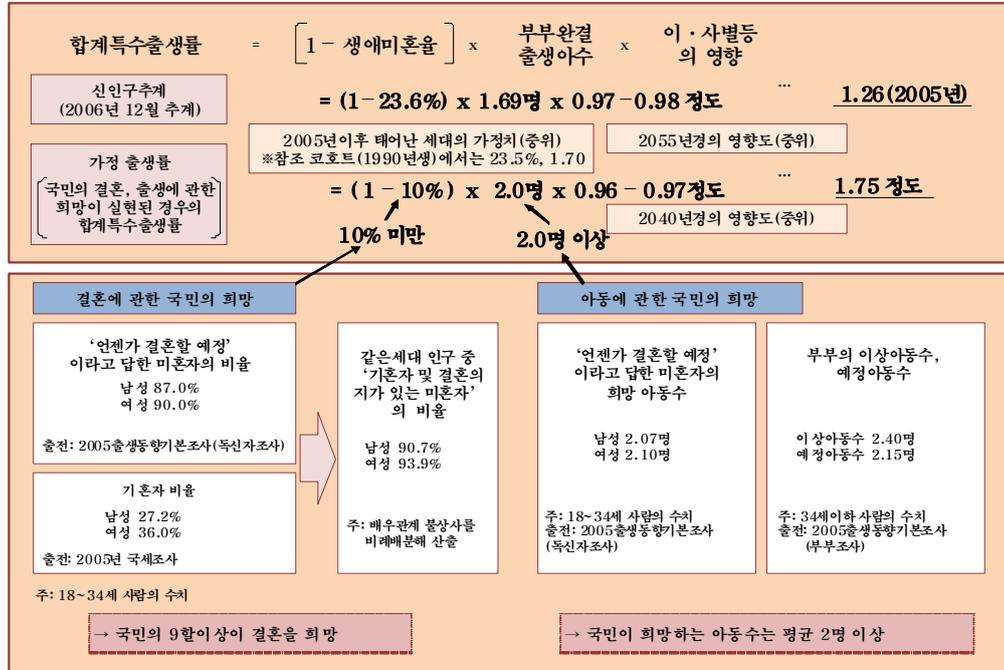 합계특수출생률 = [1 - 생애미혼율] x 부부완결 출생아수 x 이·사별등의 영향
신인구추계
(2006년 12월 추계)
= (1-23.6%) x 1.69명 x 0.97-0.98 정도 … 1.26(2005년)
2005년이후 태어난 세대의 가정치(중위)
※참조 코호트(1990년생)에서는 23.5%, 1.70
2055년경의 영향도(중위)
가정 출생률
국민의 결혼, 출생에 관한
희망이 실현된 경우의
합계특수출생률
= (1 - 10%) x 2.0명 x 0.96 - 0.97정도 … 1.75 정도
2040년경의 영향도(중위)
10% 미만
2.0명 이상
결혼에 관한 국민의 희망
'언젠가 결혼할 예정'
이라고 답한 미혼자의 비율
남성 87.0%
여성 90.0%
출전: 2005출생동향기본조사(독신자조사)
기혼자 비율
남성 27.2%
여성 36.0%
출전: 2005년 국세조사
같은세대 인구 중
'기혼자 및 결혼의
지가 있는 미혼자'
의 비율
남성 90.7%
여성 93.9%
주: 배우관계 불상사를
비례배분해 산출
주: 18~34세 사람의 수치
→ 국민의 9할이상이 결혼을 희망
아동에 관한 국민의 희망
'언젠가 결혼할 예정'
이라고 답한 미혼자의
희망 아동수
남성 2.07명
여성 2.10명
주: 18~34세 사람의 수치
출전: 2005출생동향기본조사
(독신자조사)
부부의 이상아동수,
예정아동수
이상아동수 2.40명
예정아동수 2.15명
주: 34세이하 사람의 수치
출전: 2005출생동향기본조사
(부부조사)
→ 국민이 희망하는 아동수는 평균 2명 이상